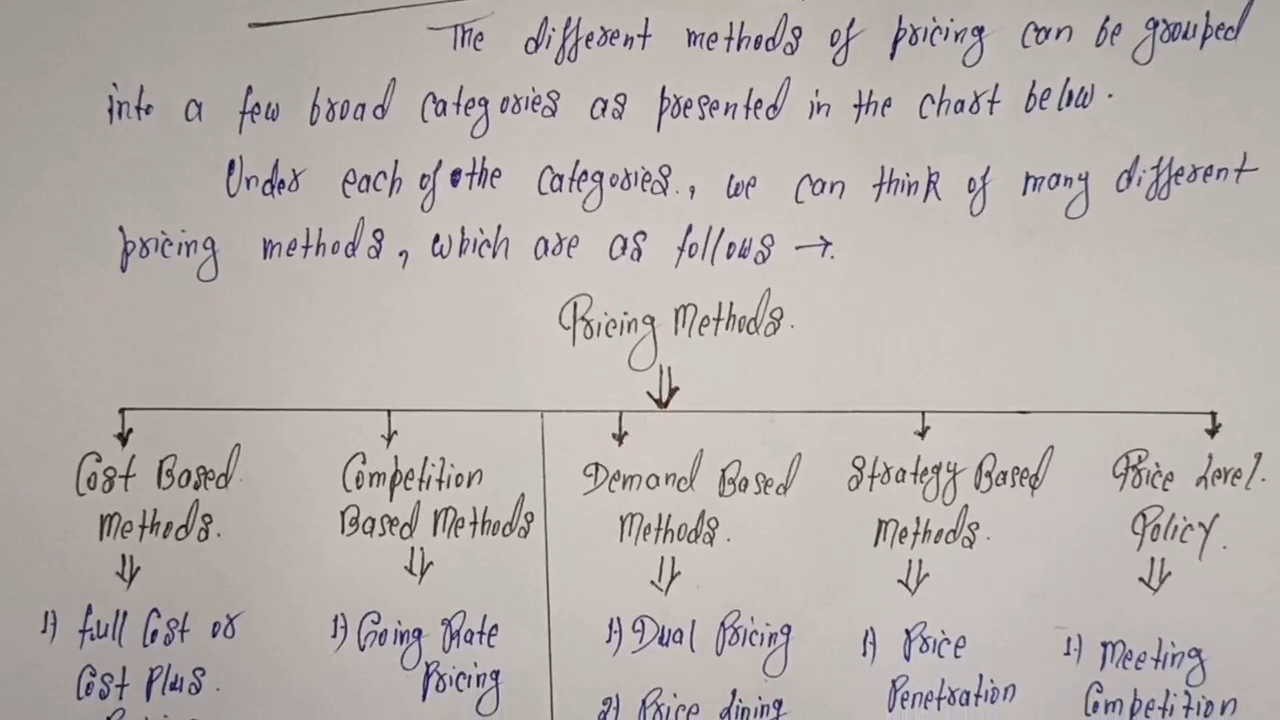 The different methods of pricing can be grouped
into a few broad categories as presented in the chart below.
Under each of the categories, we can think of many different
pricing methods, which are as follows →.
Pricing Methods.
Cost Based
Methods.
1) full Cost or
Cost Plus.
Competition
Based Methods
1) Going Rate
Pricing
Demand Based
Methods.
1) Dual Pricing
2) Price Lining
Strategy Based
Methods.
1) Price
Penetration
Price Level.
Policy.
1) Meeting
Competition